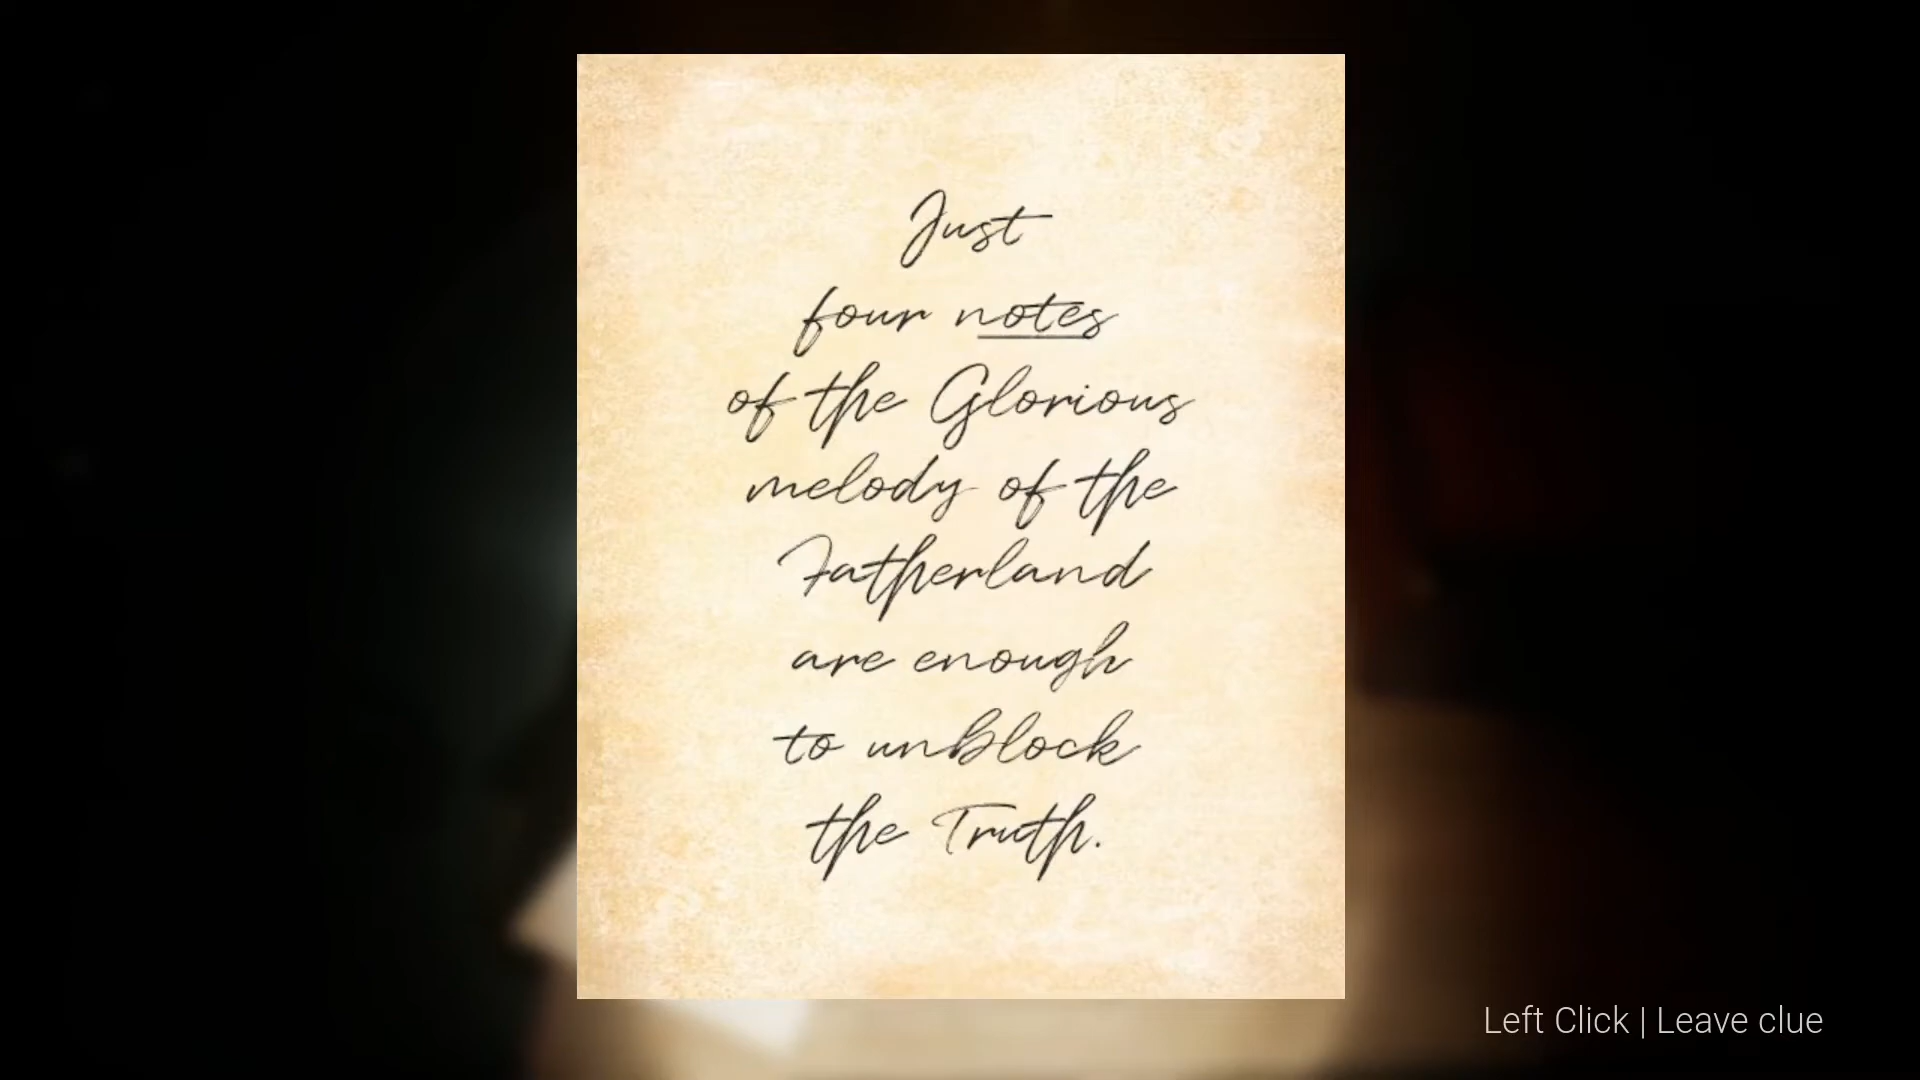 Just
four notes
of the Glorious
melody of the
Fatherland
are enough
to unblock
the Truth.
Left Click | Leave clue